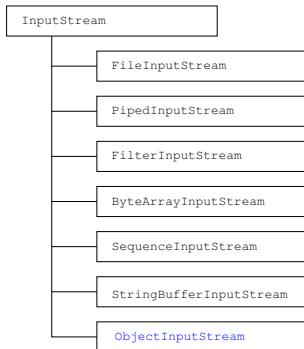 InputStream
FileInputStream
PipedInputStream
FilterInputStream
ByteArrayInputStream
SequenceInputStream
StringBufferInputStream
ObjectInputStream